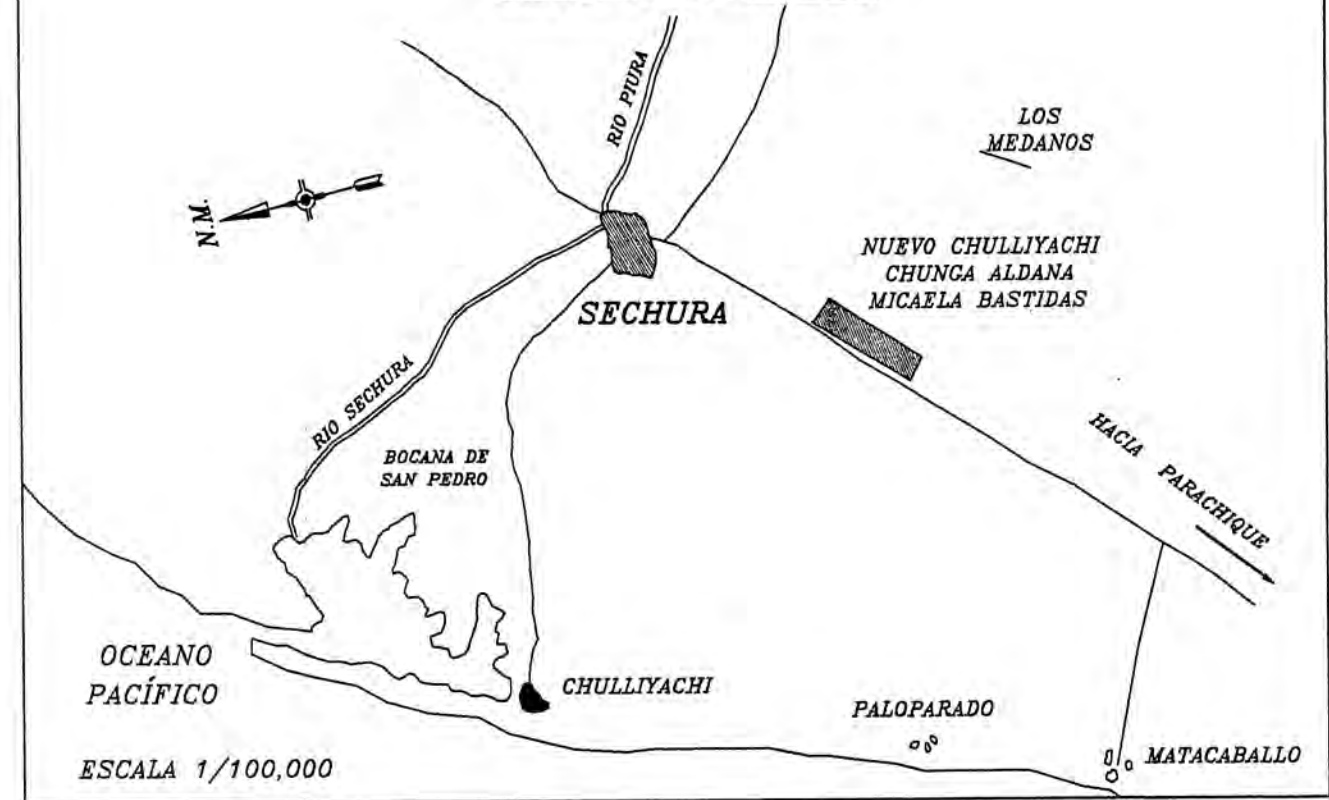 RIO PIURA
LOS
MEDANOS
N.M.
NUEVO CHULLIYACHI
CHUNGA ALDANA
MICAELA BASTIDAS
SECHURA
RIO SECHURA
BOCANA DE
SAN PEDRO
HACIA PARACHIQUE
OCEANO
PACÍFICO
CHULLIYACHI
PALOPARADO
MATACABALLO
ESCALA 1/100,000